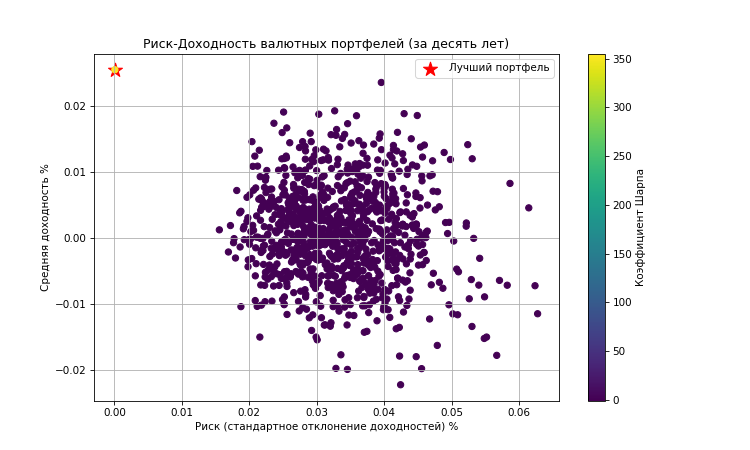 Риск-Доходность валютных портфелей (за десять лет)
Лучший портфель
Средняя доходность %
0.02
0.01
0.00
−0.01
−0.02
0.00 0.01 0.02 0.03 0.04 0.05 0.06
Риск (стандартное отклонение доходностей) %
350
300
250
200
150
100
50
0
Коэффициент Шарпа